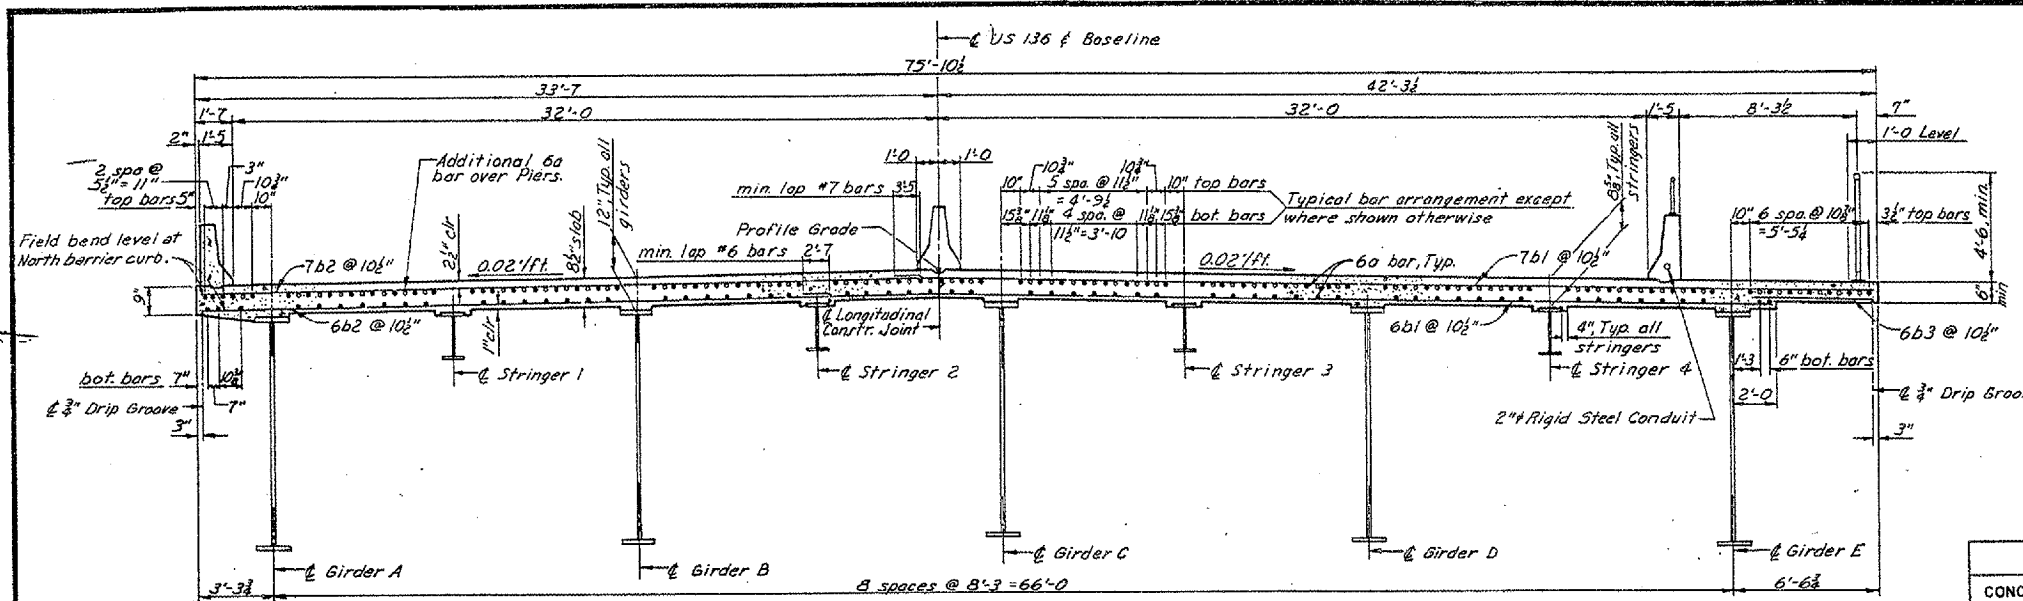 ℄ US 136 ℄ Baseline
75'-10½
33'-7
42'-3½
1'-7
32'-0
32'-0
1'-5
8'-3½
7"
2"
1'-5
1'-0 Level
2 spa @
5½" = 11"
3"
10¾"
10"
top bars 5"
Additional 6a
bar over Piers.
12", Typ. all
girders
1'-0
1'-0
min. lap #7 bars
3'-5
10¾"
10¾"
10"
5 spa. @ 11½"
= 4'-9½
10" top bars
15¾"
4 spa. @
bot. bars
11½" = 3'-10
Typical bar arrangement except
where shown otherwise
8⅝", Typ. all
stringers
10"
6 spa. @ 10⅞"
= 5'-5¼
3½" top bars
4'-6, min.
Field bend level at
North barrier curb.
7b2 @ 10½"
2½" clr
0.02'/ft.
8½" slab
min. lap #6 bars
2'-7
Profile Grade
0.02'/ft.
6a bar, Typ.
7b1 @ 10½"
9"
6"
min
6b2 @ 10½"
1" clr
℄ Longitudinal
Constr. Joint
6b1 @ 10½"
4", Typ. all
stringers
6b3 @ 10½"
℄ Stringer 1
℄ Stringer 2
℄ Stringer 3
℄ Stringer 4
bot. bars 7"
7"
1'-3
6" bot. bars
2'-0
℄ ¾" Drip Groove
3"
2"φ Rigid Steel Conduit
℄ ¾" Drip Groo
3"
℄ Girder A
℄ Girder B
℄ Girder C
℄ Girder D
℄ Girder E
3'-3¾
8 spaces @ 8'-3 = 66'-0
6'-6¾
CONC